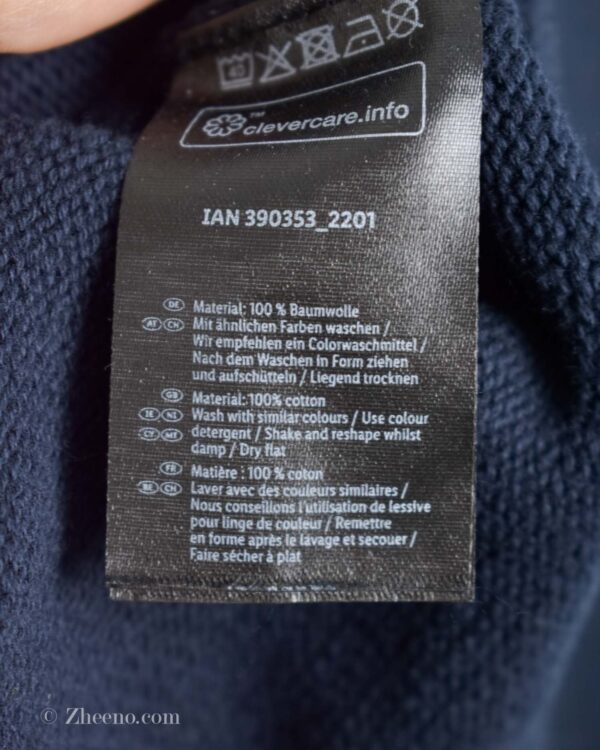 40
™ clevercare.info
IAN 390353_2201
DE Material: 100 % Baumwolle
AT CH Mit ähnlichen Farben waschen /
Wir empfehlen ein Colorwaschmittel /
Nach dem Waschen in Form ziehen
und aufschütteln / Liegend trocknen
GB Material: 100% cotton
IE NI Wash with similar colours / Use colour
CY MT detergent / Shake and reshape whilst
damp / Dry flat
FR Matière : 100 % coton
BE CH Laver avec des couleurs similaires /
Nous conseillons l'utilisation de lessive
pour linge de couleur / Remettre
en forme après le lavage et secouer /
Faire sécher à plat
© Zheeno.com